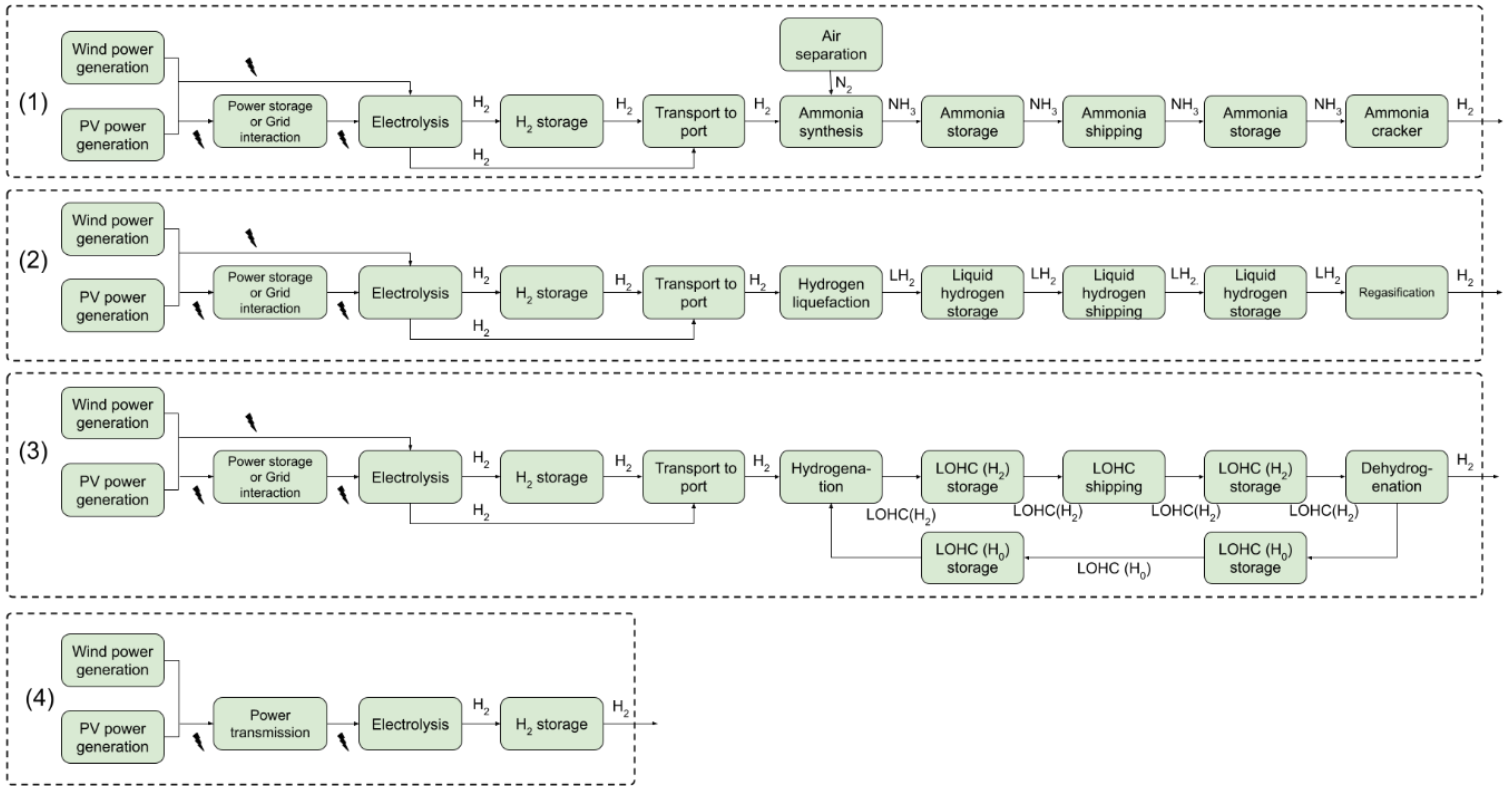 (1)
Wind power
generation
PV power
generation
Power storage
or Grid
interaction
Electrolysis
H2
H2 storage
H2
H2
Transport to
port
H2
Air
separation
N2
Ammonia
synthesis
NH3
Ammonia
storage
NH3
Ammonia
shipping
NH3
Ammonia
storage
NH3
Ammonia
cracker
H2
(2)
Wind power
generation
PV power
generation
Power storage
or Grid
interaction
Electrolysis
H2
H2 storage
H2
H2
Transport to
port
H2
Hydrogen
liquefaction
LH2
Liquid
hydrogen
storage
LH2
Liquid
hydrogen
shipping
LH2.
Liquid
hydrogen
storage
LH2
Regasification
H2
(3)
Wind power
generation
PV power
generation
Power storage
or Grid
interaction
Electrolysis
H2
H2 storage
H2
H2
Transport to
port
H2
Hydrogena-
tion
LOHC(H2)
LOHC (H2)
storage
LOHC(H2)
LOHC
shipping
LOHC(H2)
LOHC (H2)
storage
LOHC(H2)
Dehydrog-
enation
H2
LOHC (H0)
storage
LOHC (H0)
LOHC (H0)
storage
(4)
Wind power
generation
PV power
generation
Power
transmission
Electrolysis
H2
H2 storage
H2